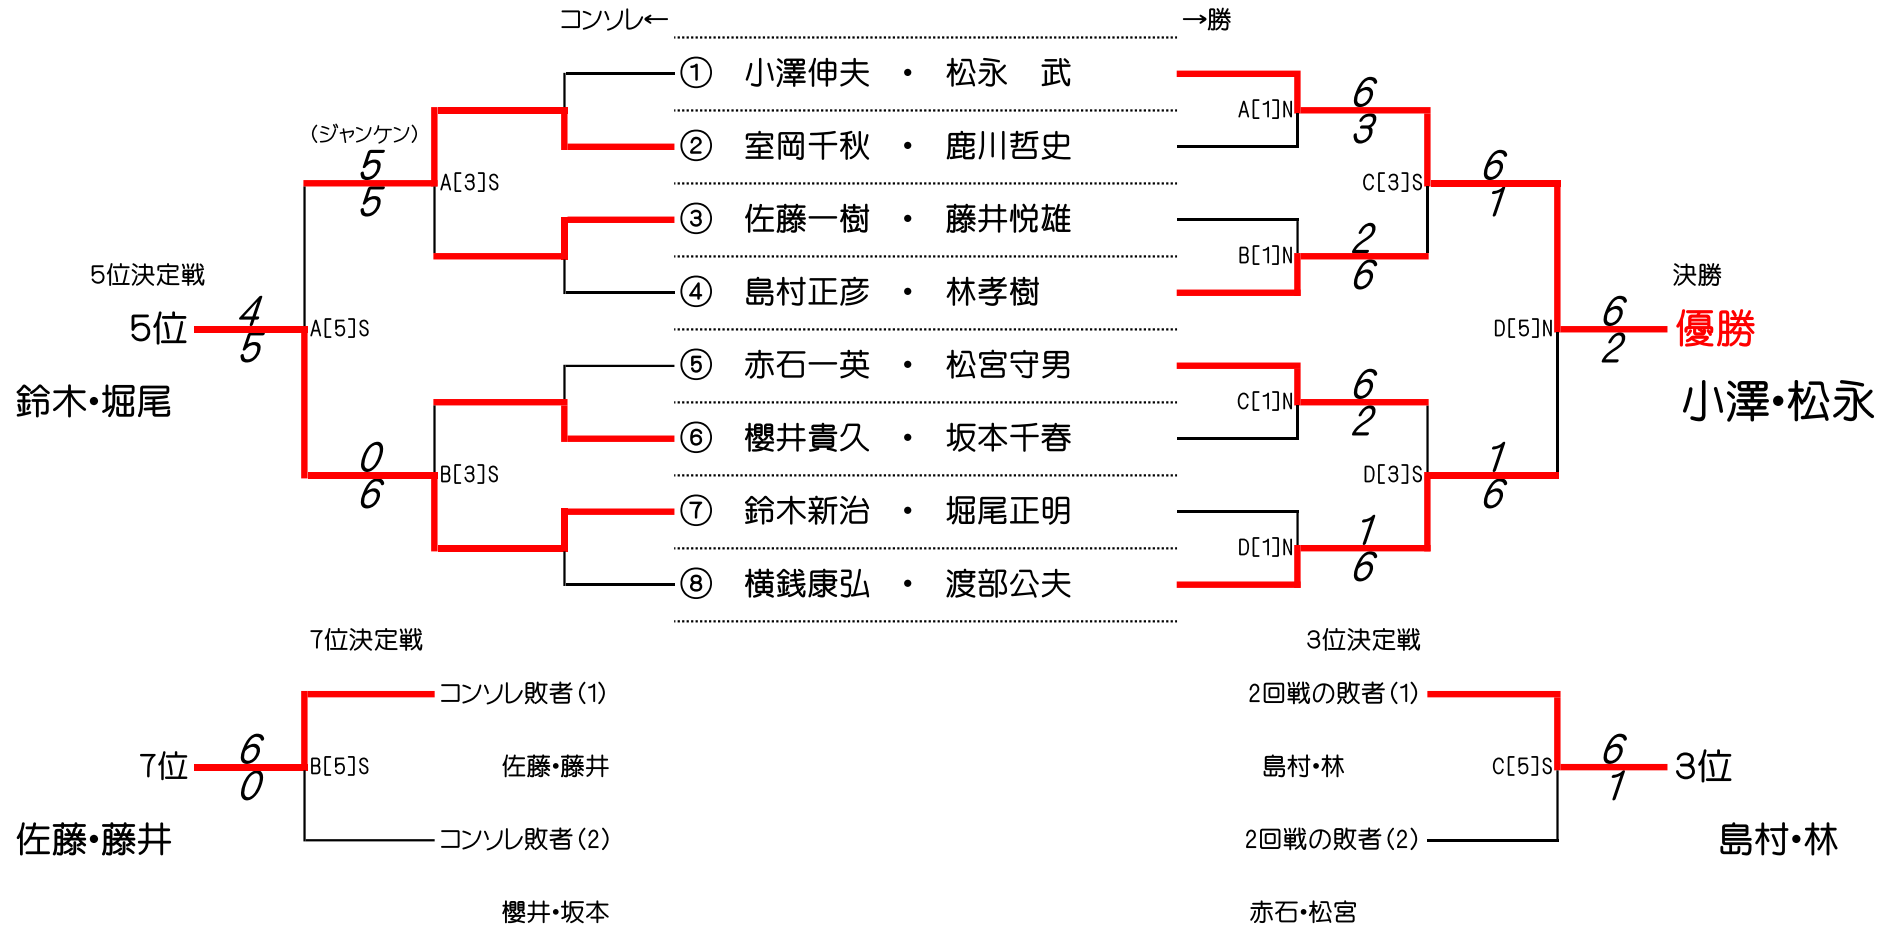 コンソレ← →勝
① 小澤伸夫 ・ 松永 武
6
A[1]N
3
(ジャンケン)
② 室岡千秋 ・ 鹿川哲史
5
A[3]S
C[3]S
6
5
1
③ 佐藤一樹 ・ 藤井悦雄
2
B[1]N
6
5位決定戦
決勝
④ 島村正彦 ・ 林孝樹
4
5位
A[5]S
D[5]N
6
優勝
5
2
⑤ 赤石一英 ・ 松宮守男
鈴木・堀尾
C[1]N
6
2
小澤・松永
⑥ 櫻井貴久 ・ 坂本千春
0
B[3]S
D[3]S
1
6
6
⑦ 鈴木新治 ・ 堀尾正明
1
D[1]N
6
⑧ 横銭康弘 ・ 渡部公夫
7位決定戦
3位決定戦
コンソレ敗者(1)
2回戦の敗者(1)
6
7位
B[5]S
佐藤・藤井
島村・林
C[5]S
6
3位
0
1
佐藤・藤井
コンソレ敗者(2)
2回戦の敗者(2)
島村・林
櫻井・坂本
赤石・松宮